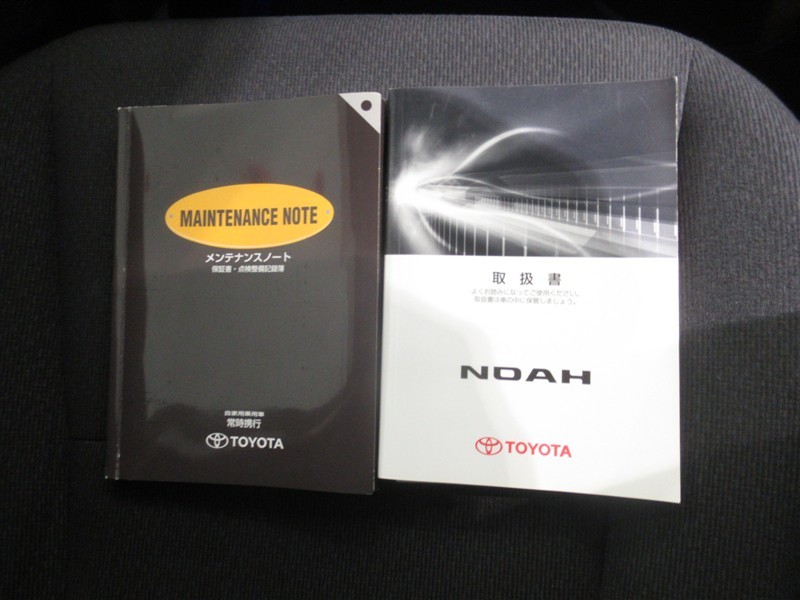 MAINTENANCE NOTE
メンテナンスノート
保証書・点検整備記録簿
自家用乗用車
常時携行
TOYOTA
取扱書
よくお読みになってご使用ください。
取扱書は車の中に保管しましょう。
NOAH
TOYOTA